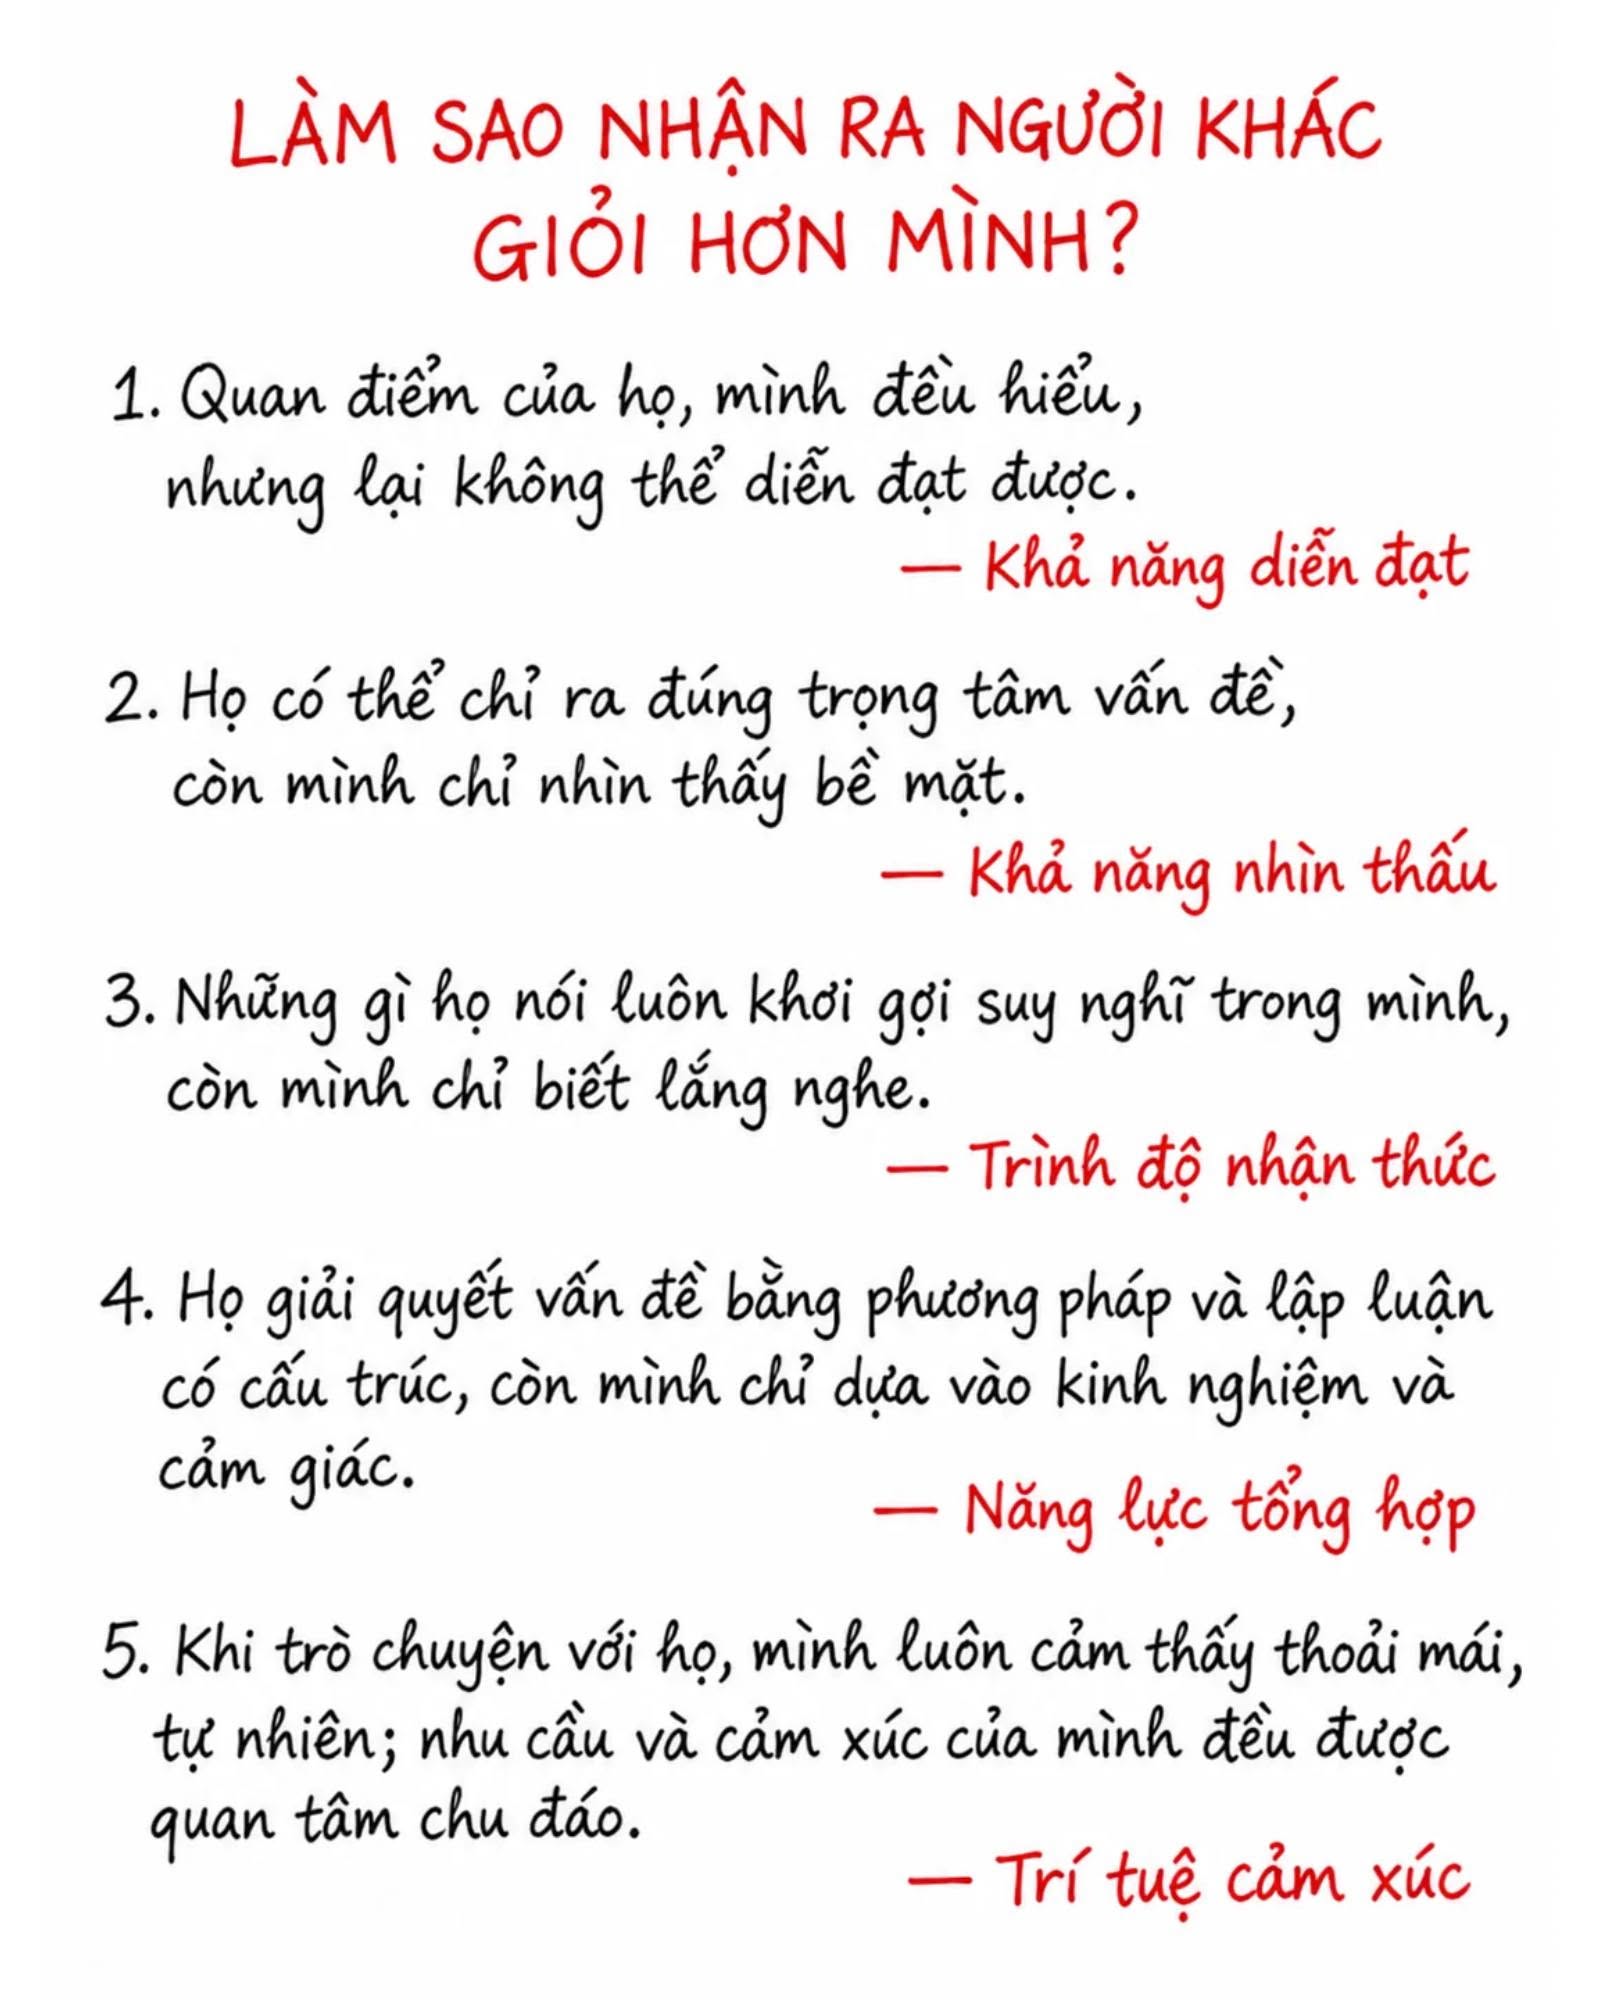 LÀM SAO NHẬN RA NGƯỜI KHÁC
GIỎI HƠN MÌNH?
1. Quan điểm của họ, mình đều hiểu,
nhưng lại không thể diễn đạt được.
— Khả năng diễn đạt
2. Họ có thể chỉ ra đúng trọng tâm vấn đề,
còn mình chỉ nhìn thấy bề mặt.
— Khả năng nhìn thấu
3. Những gì họ nói luôn khơi gợi suy nghĩ trong mình,
còn mình chỉ biết lắng nghe.
— Trình độ nhận thức
4. Họ giải quyết vấn đề bằng phương pháp và lập luận
có cấu trúc, còn mình chỉ dựa vào kinh nghiệm và
cảm giác.
— Năng lực tổng hợp
5. Khi trò chuyện với họ, mình luôn cảm thấy thoải mái,
tự nhiên; nhu cầu và cảm xúc của mình đều được
quan tâm chu đáo.
— Trí tuệ cảm xúc